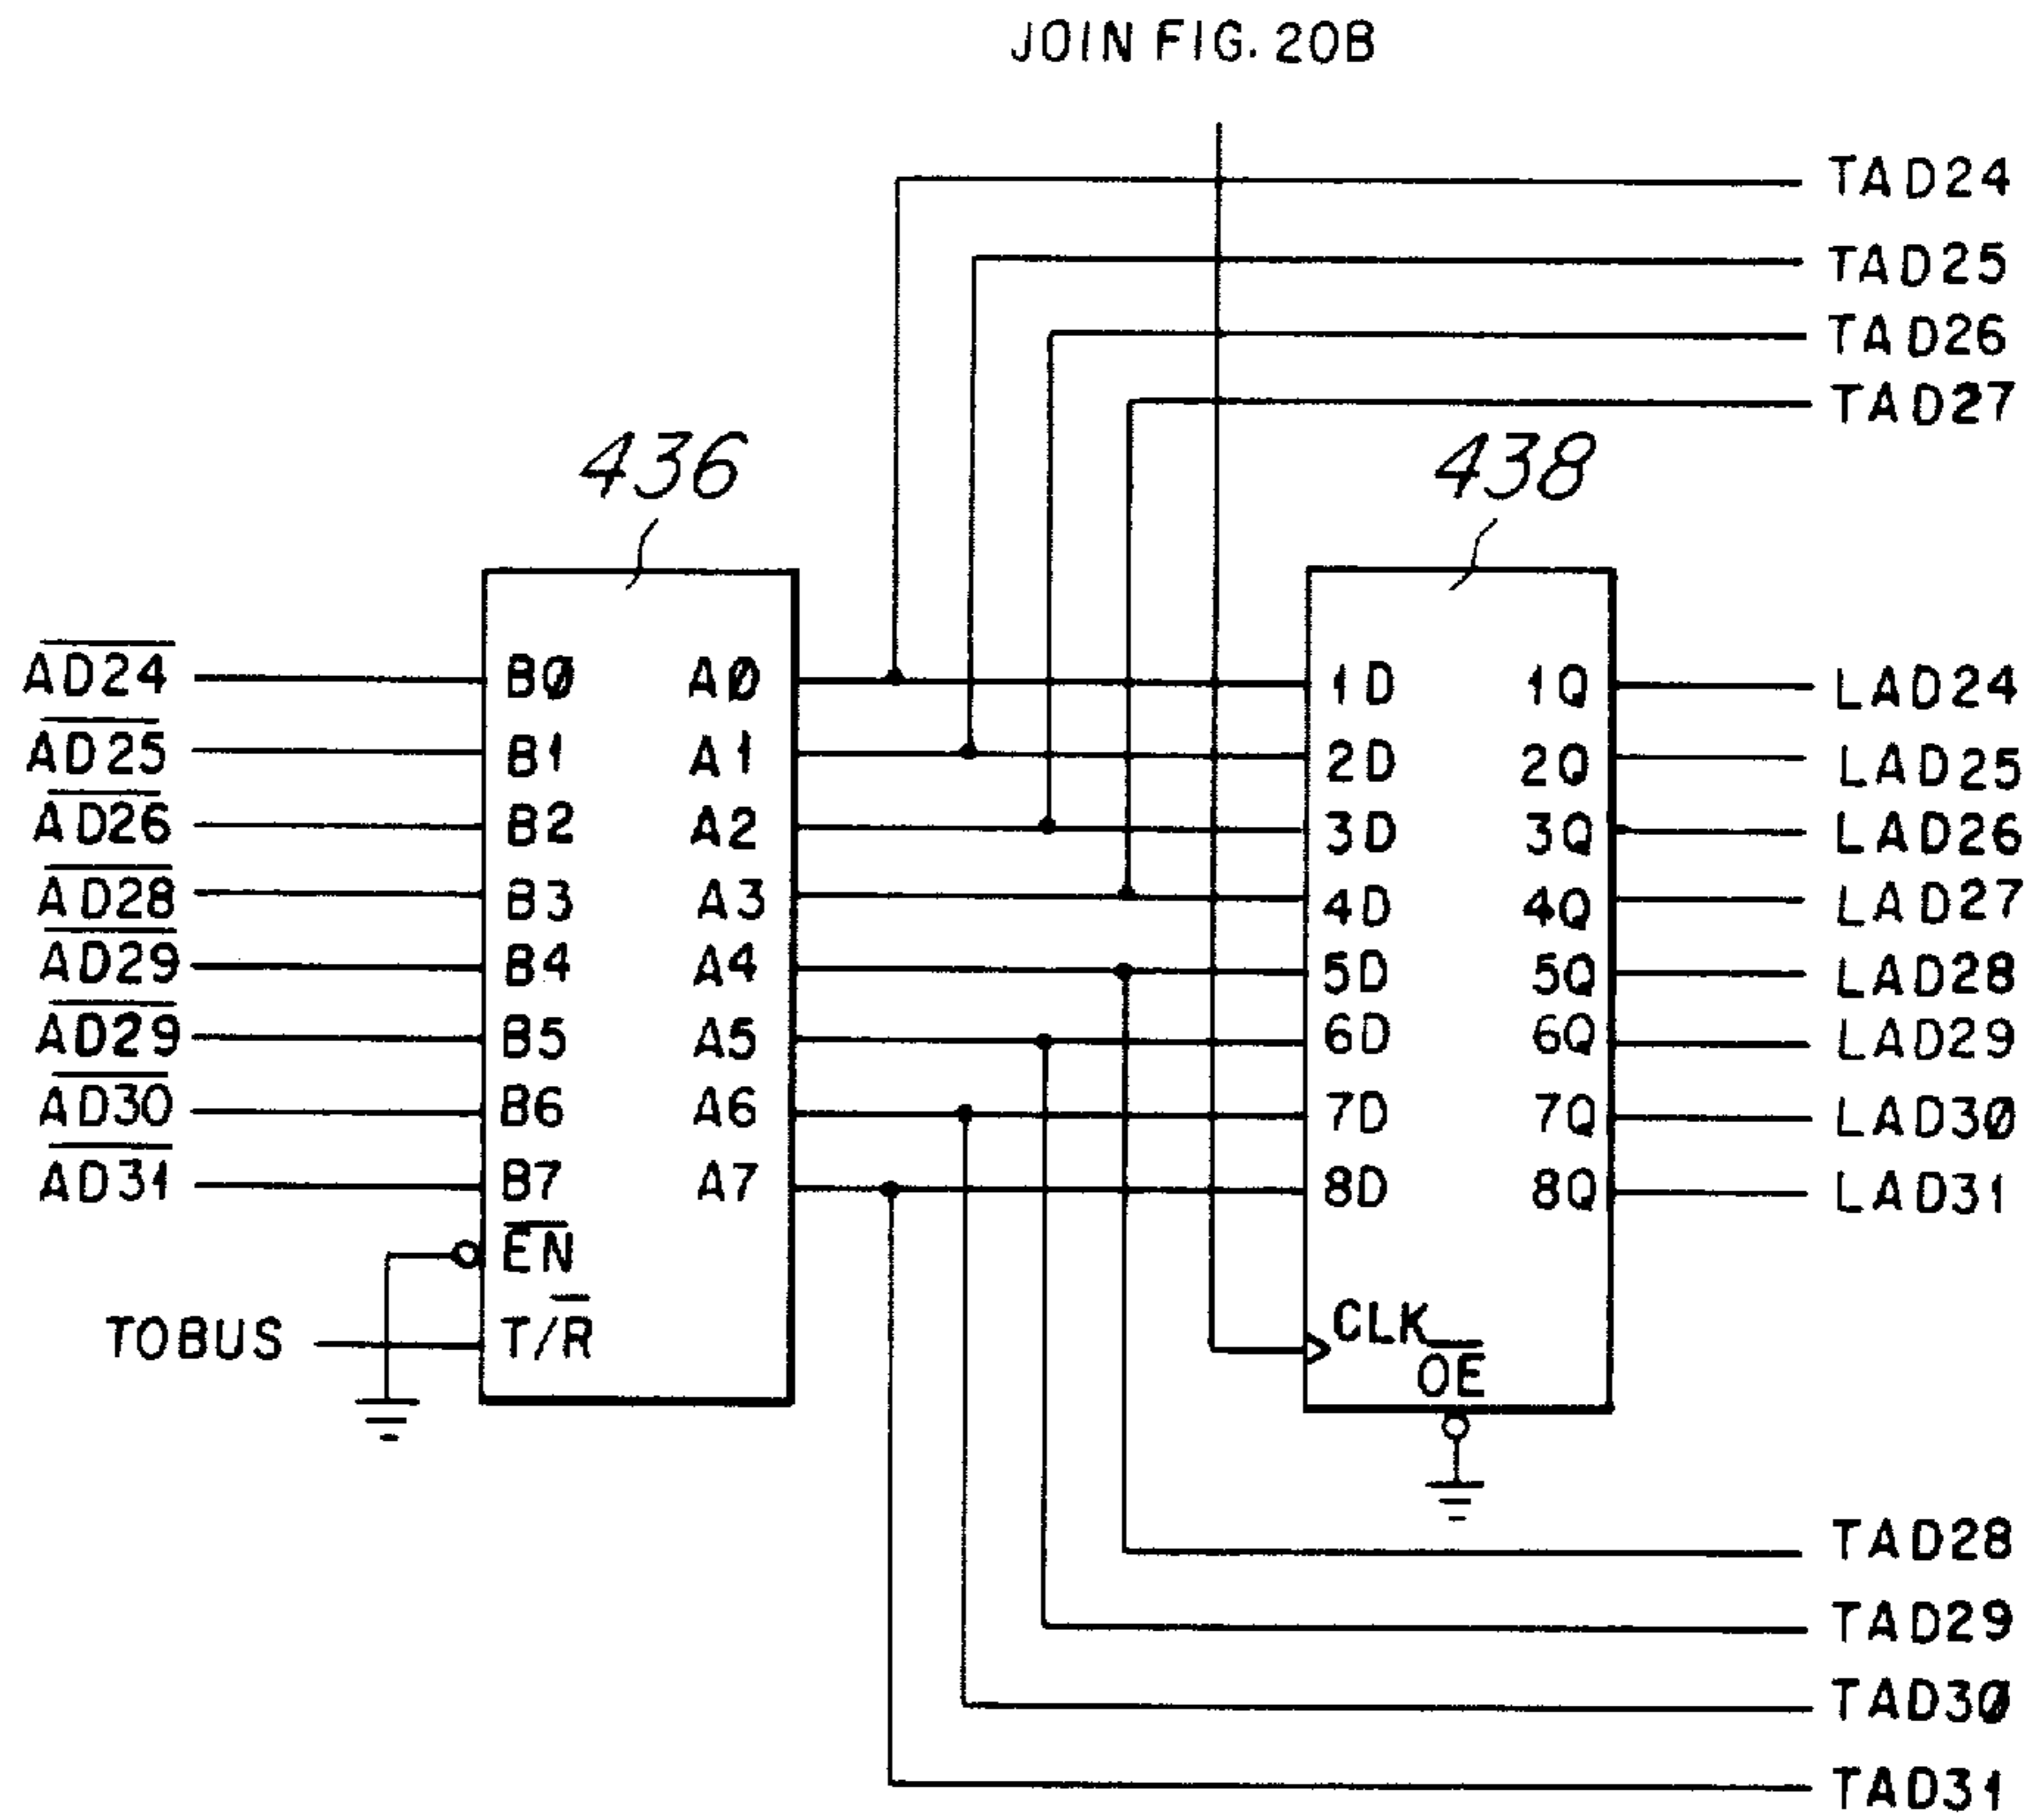 JOIN FIG. 20B
TAD24
TAD25
TAD26
TAD27
436
438
AD24 B0 A0 1D 1Q LAD24
AD25 B1 A1 2D 2Q LAD25
AD26 B2 A2 3D 3Q LAD26
AD28 B3 A3 4D 4Q LAD27
AD29 B4 A4 5D 5Q LAD28
AD29 B5 A5 6D 6Q LAD29
AD30 B6 A6 7D 7Q LAD30
AD31 B7 A7 8D 8Q LAD31
EN
TOBUS T/R CLK
OE
TAD28
TAD29
TAD30
TAD31